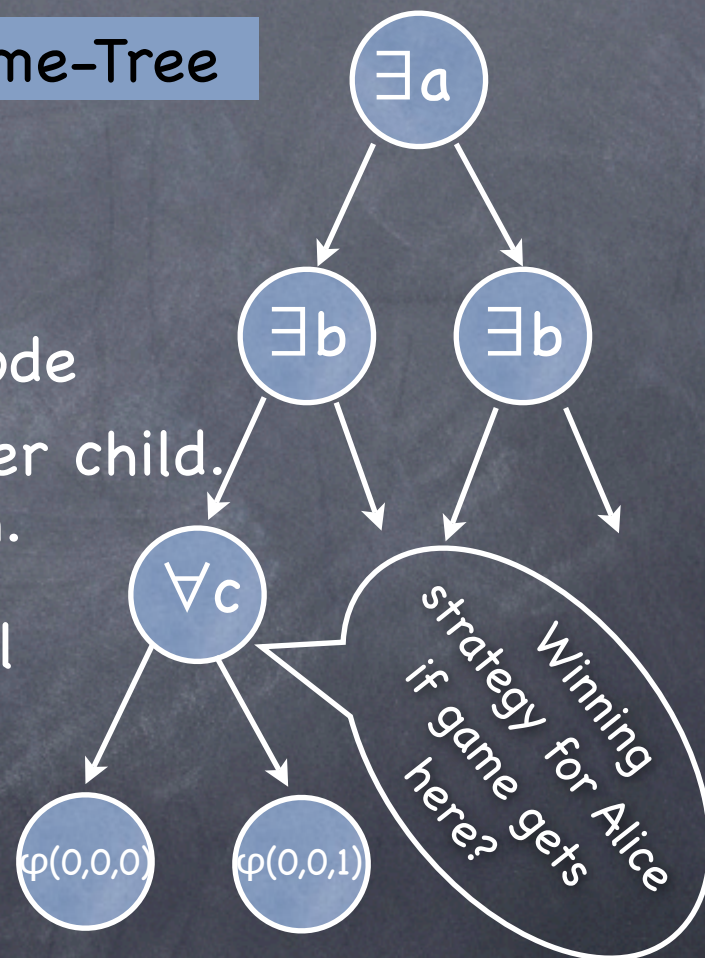 me-Tree
∃a
∃b
∃b
ode
er child.
.
∀c
l
Winning
strategy for Alice
if game gets
here?
φ(0,0,0)
φ(0,0,1)